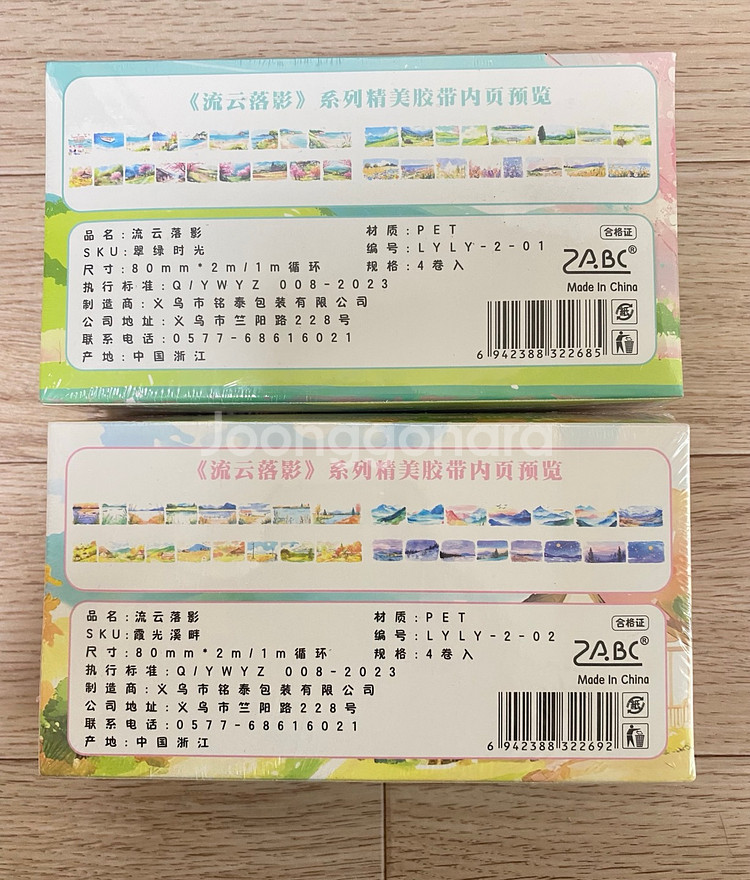 《流云落影》系列精美胶带内页预览
品名:流云落影
SKU:翠绿时光
尺寸:80mm*2m/1m循环
执行标准:Q/YWYZ 008-2023
制造商:义乌市铭泰包装有限公司
公司地址:义乌市竺阳路228号
联系电话:0577-68616021
产地:中国浙江
材质:PET
编号:LYLY-2-01
规格:4卷入
合格证
ZABC®
Made In China
纸
6 942388 322685
Joonggonara
《流云落影》系列精美胶带内页预览
品名:流云落影
SKU:霞光溪畔
尺寸:80mm*2m/1m循环
执行标准:Q/YWYZ 008-2023
制造商:义乌市铭泰包装有限公司
公司地址:义乌市竺阳路228号
联系电话:0577-68616021
产地:中国浙江
材质:PET
编号:LYLY-2-02
规格:4卷入
合格证
ZABC®
Made In China
纸
6 942388 322692